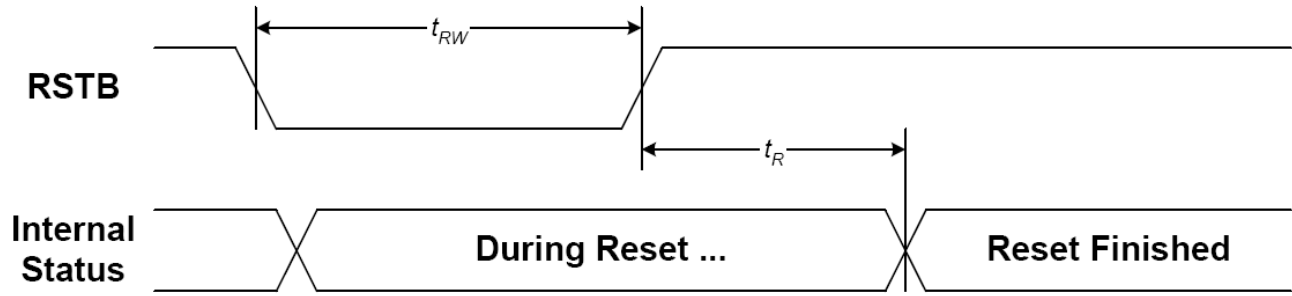 t_RW
RSTB
t_R
Internal
Status
During Reset ...
Reset Finished